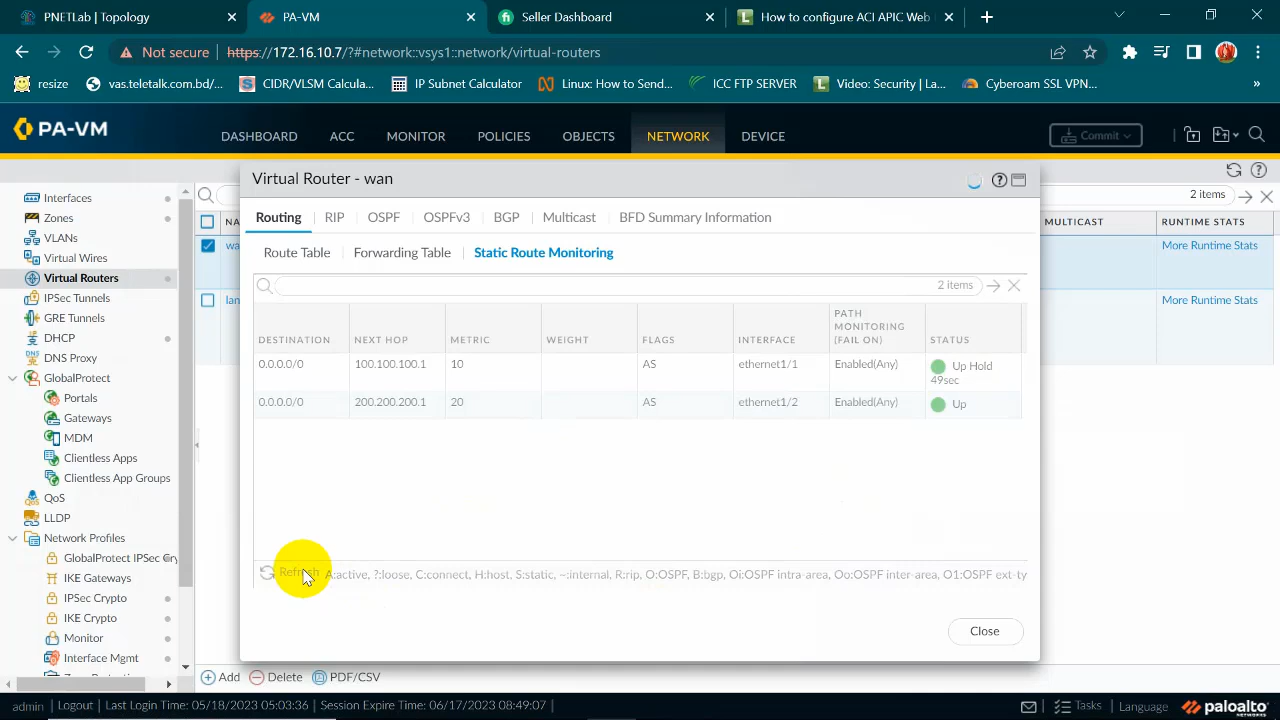 PNETLab | Topology
PA-VM
Seller Dashboard
How to configure ACI APIC Web
Not secure
https://172.16.10.7/?#network::vsys1::network/virtual-routers
resize
vas.teletalk.com.bd/...
CIDR/VLSM Calcula...
IP Subnet Calculator
Linux: How to Send...
ICC FTP SERVER
Video: Security | La...
Cyberoam SSL VPN...
»
PA-VM
DASHBOARD
ACC
MONITOR
POLICIES
OBJECTS
NETWORK
DEVICE
Commit
Interfaces
Zones
VLANs
Virtual Wires
Virtual Routers
IPSec Tunnels
GRE Tunnels
DHCP
DNS Proxy
GlobalProtect
Portals
Gateways
MDM
Clientless Apps
Clientless App Groups
QoS
LLDP
Network Profiles
GlobalProtect IPSec Cry
IKE Gateways
IPSec Crypto
IKE Crypto
Monitor
Interface Mgmt
2 items
NA
MULTICAST
RUNTIME STATS
wa
More Runtime Stats
lan
More Runtime Stats
Virtual Router - wan
Routing
RIP
OSPF
OSPFv3
BGP
Multicast
BFD Summary Information
Route Table
Forwarding Table
Static Route Monitoring
2 items
DESTINATION
NEXT HOP
METRIC
WEIGHT
FLAGS
INTERFACE
PATH
MONITORING
(FAIL ON)
STATUS
0.0.0.0/0
100.100.100.1
10
AS
ethernet1/1
Enabled(Any)
Up Hold
49sec
0.0.0.0/0
200.200.200.1
20
AS
ethernet1/2
Enabled(Any)
Up
Refresh
A:active, ?:loose, C:connect, H:host, S:static, ~:internal, R:rip, O:OSPF, B:bgp, Oi:OSPF intra-area, Oo:OSPF inter-area, O1:OSPF ext-ty
Close
Add
Delete
PDF/CSV
admin | Logout | Last Login Time: 05/18/2023 05:03:36 | Session Expire Time: 06/17/2023 08:49:07
Tasks
Language
paloalto
NETWORKS